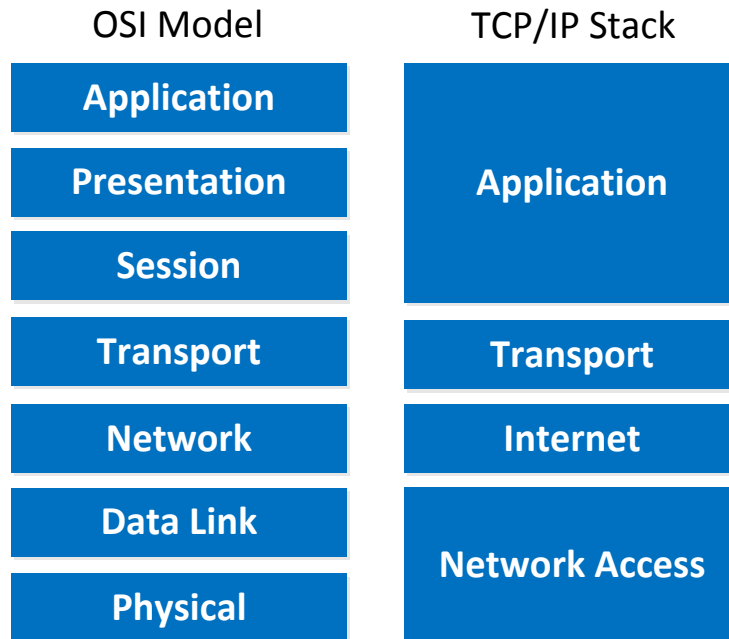 OSI Model
TCP/IP Stack
Application
Presentation
Session
Transport
Network
Data Link
Physical
Application
Transport
Internet
Network Access